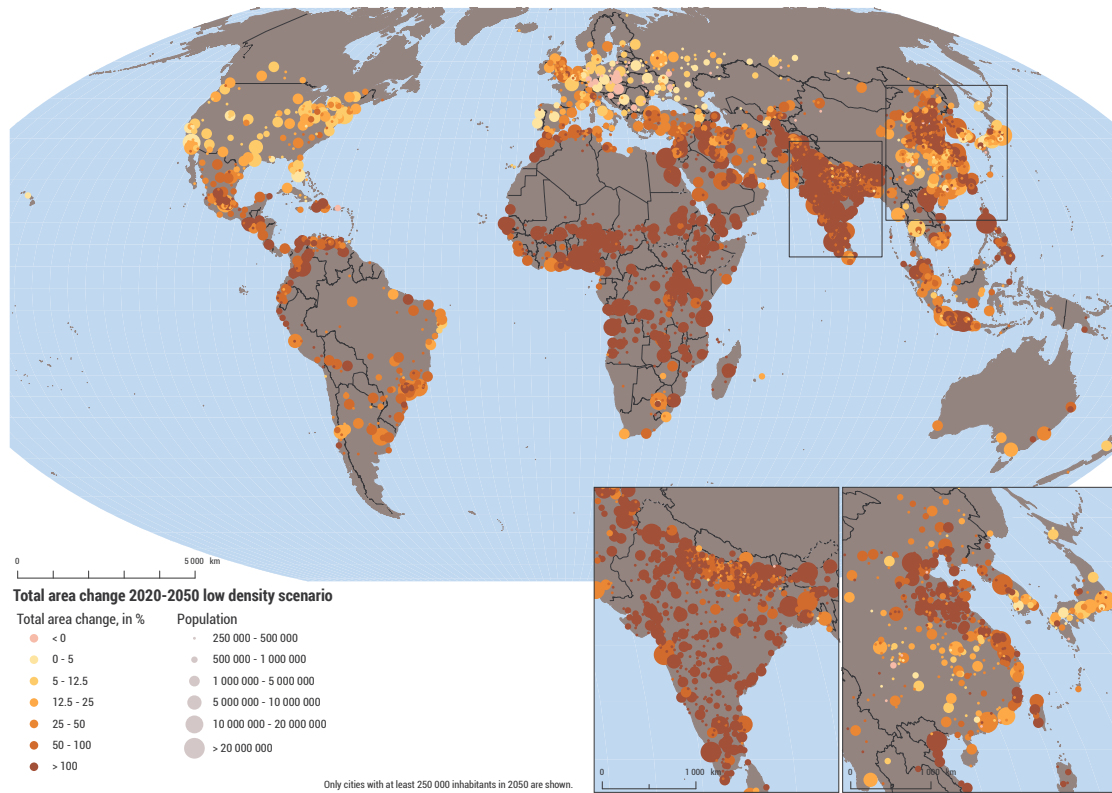 0 5 000 km
Total area change 2020-2050 low density scenario
Total area change, in %
< 0
0 - 5
5 - 12.5
12.5 - 25
25 - 50
50 - 100
> 100
Population
250 000 - 500 000
500 000 - 1 000 000
1 000 000 - 5 000 000
5 000 000 - 10 000 000
10 000 000 - 20 000 000
> 20 000 000
Only cities with at least 250 000 inhabitants in 2050 are shown.
0 1 000 km
0 1 000 km